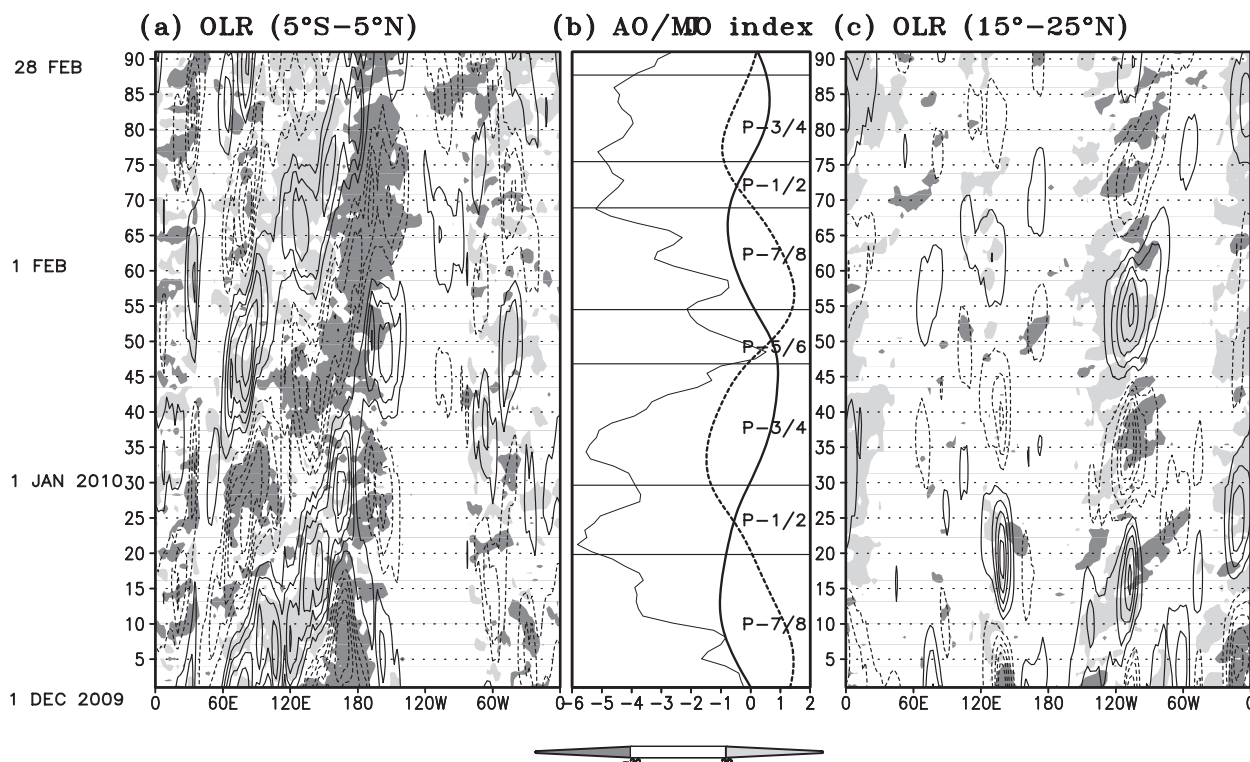 (a) OLR (5°S−5°N)
(b) AO/MJO index
(c) OLR (15°−25°N)
28 FEB
1 FEB
1 JAN 2010
1 DEC 2009
90
85
80
75
70
65
60
55
50
45
40
35
30
25
20
15
10
5
0 60E 120E 180 120W 60W 0
P−3/4
P−1/2
P−7/8
P−5/6
P−3/4
P−1/2
P−7/8
−6 −5 −4 −3 −2 −1 0 1 2
90
85
80
75
70
65
60
55
50
45
40
35
30
25
20
15
10
5
0 60E 120E 180 120W 60W 0